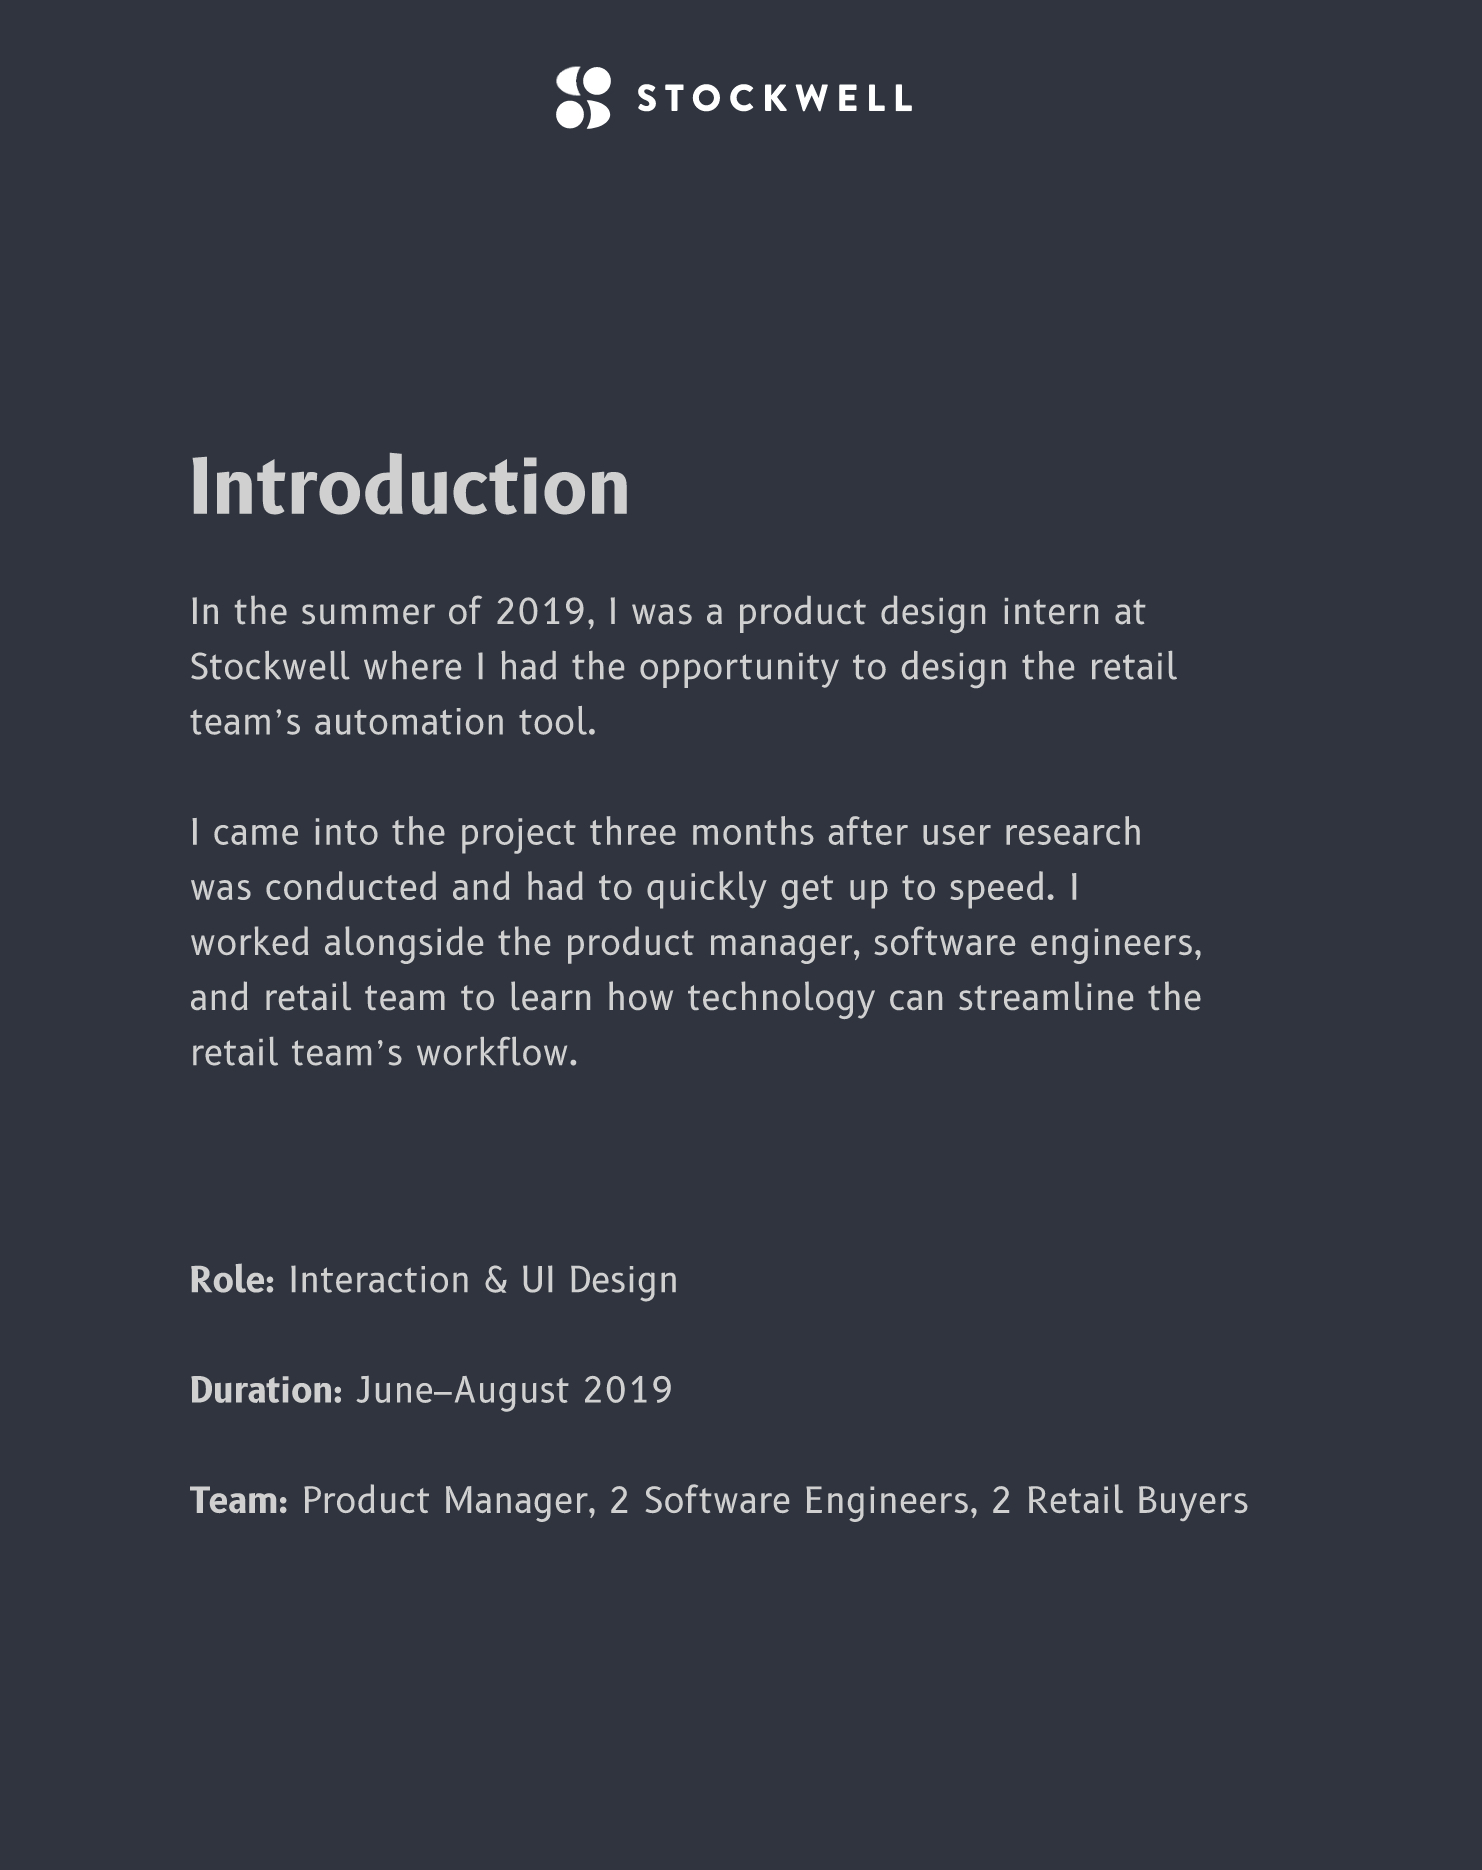 STOCKWELL
Introduction
In the summer of 2019, I was a product design intern at
Stockwell where I had the opportunity to design the retail
team’s automation tool.
I came into the project three months after user research
was conducted and had to quickly get up to speed. I
worked alongside the product manager, software engineers,
and retail team to learn how technology can streamline the
retail team’s workflow.
Role: Interaction & UI Design
Duration: June–August 2019
Team: Product Manager, 2 Software Engineers, 2 Retail Buyers